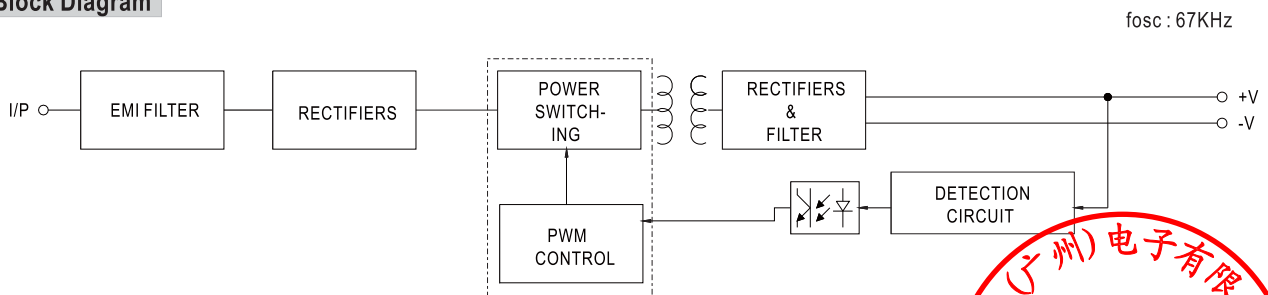 Block Diagram
fosc : 67KHz
I/P
EMI FILTER
RECTIFIERS
POWER
SWITCH-
ING
RECTIFIERS
&
FILTER
+V
-V
PWM
CONTROL
DETECTION
CIRCUIT
(广州)电子有限